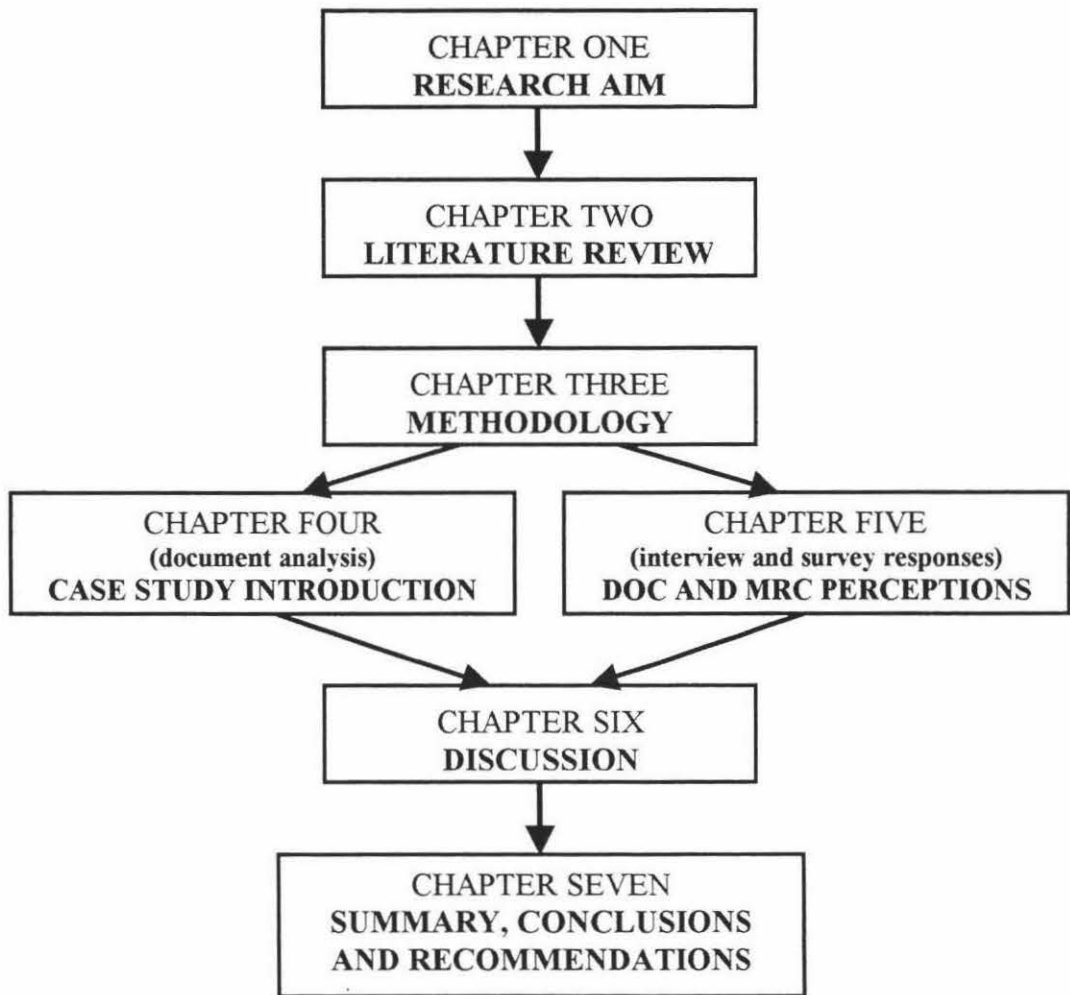 CHAPTER ONE
RESEARCH AIM
CHAPTER TWO
LITERATURE REVIEW
CHAPTER THREE
METHODOLOGY
CHAPTER FOUR
(document analysis)
CASE STUDY INTRODUCTION
CHAPTER FIVE
(interview and survey responses)
DOC AND MRC PERCEPTIONS
CHAPTER SIX
DISCUSSION
CHAPTER SEVEN
SUMMARY, CONCLUSIONS
AND RECOMMENDATIONS